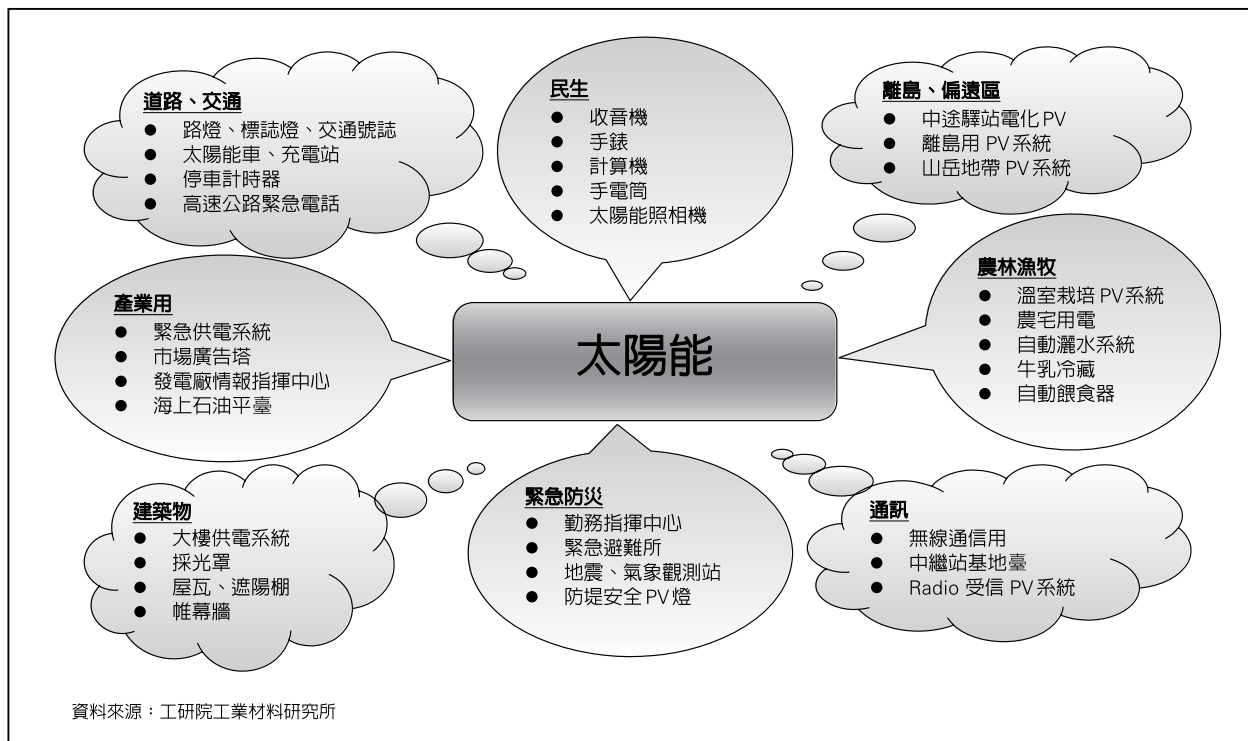 道路、交通
● 路燈、標誌燈、交通號誌
● 太陽能車、充電站
● 停車計時器
● 高速公路緊急電話
民生
● 收音機
● 手錶
● 計算機
● 手電筒
● 太陽能照相機
離島、偏遠區
● 中途驛站電化 PV
● 離島用 PV 系統
● 山岳地帶 PV 系統
產業用
● 緊急供電系統
● 市場廣告塔
● 發電廠情報指揮中心
● 海上石油平臺
太陽能
農林漁牧
● 溫室栽培 PV 系統
● 農宅用電
● 自動灑水系統
● 牛乳冷藏
● 自動餵食器
建築物
● 大樓供電系統
● 採光罩
● 屋瓦、遮陽棚
● 帷幕牆
緊急防災
● 勤務指揮中心
● 緊急避難所
● 地震、氣象觀測站
● 防堤安全 PV 燈
通訊
● 無線通信用
● 中繼站基地臺
● Radio 受信 PV 系統
資料來源：工研院工業材料研究所